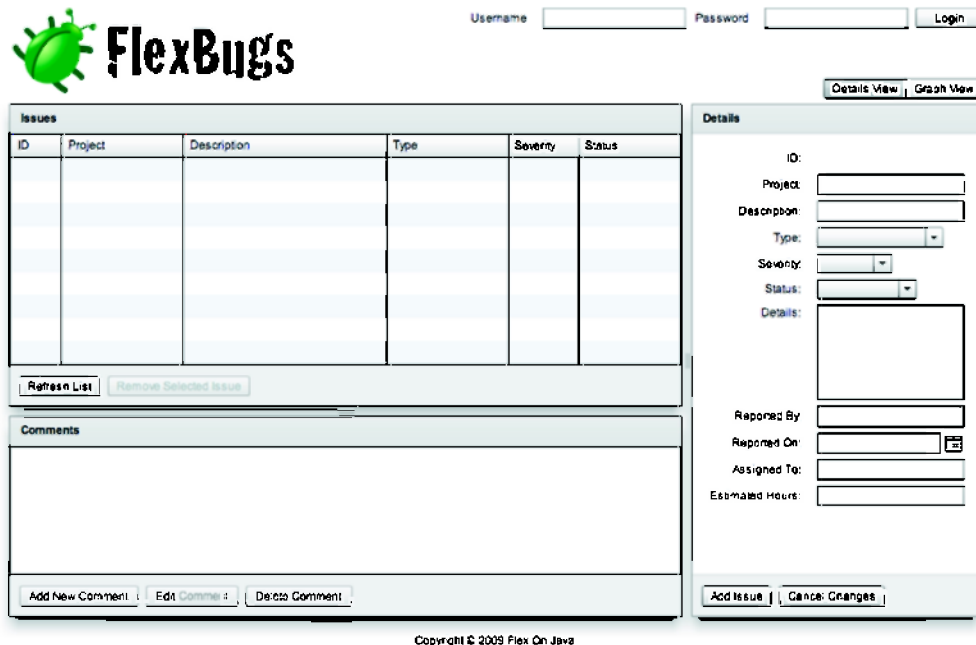 Username Password Login
FlexBugs
Details View Graph View
Issues
ID Project Description Type Severity Status
Refresh List Remove Selected Issue
Comments
Add New Comment Edit Comment Delete Comment
Details
ID:
Project:
Description:
Type:
Severity:
Status:
Details:
Reported By
Reported On:
Assigned To:
Estimated Hours:
Add Issue Cancel Changes
Copyright © 2009 Flex On Java